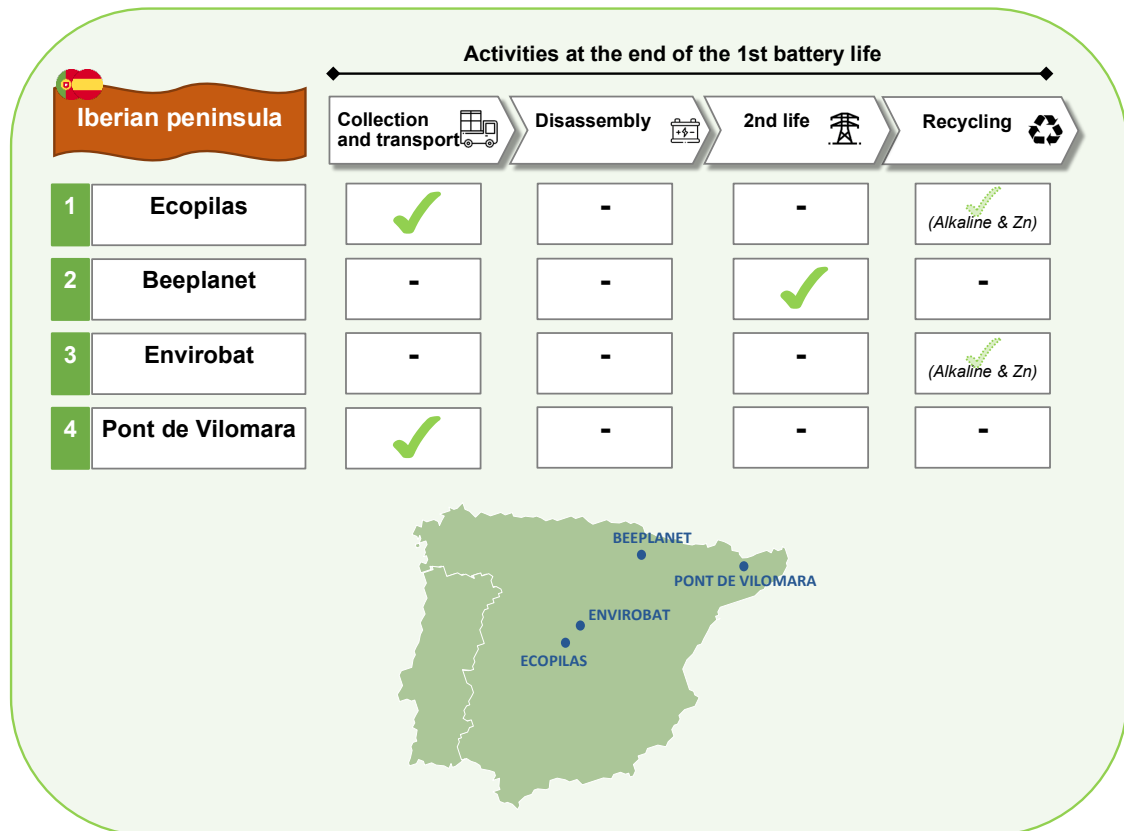 Activities at the end of the 1st battery life
Iberian peninsula
Collection
and transport
Disassembly
2nd life
Recycling
1
Ecopilas
-
-
(Alkaline & Zn)
2
Beeplanet
-
-
-
3
Envirobat
-
-
-
(Alkaline & Zn)
4
Pont de Vilomara
-
-
-
BEEPLANET
PONT DE VILOMARA
ENVIROBAT
ECOPILAS